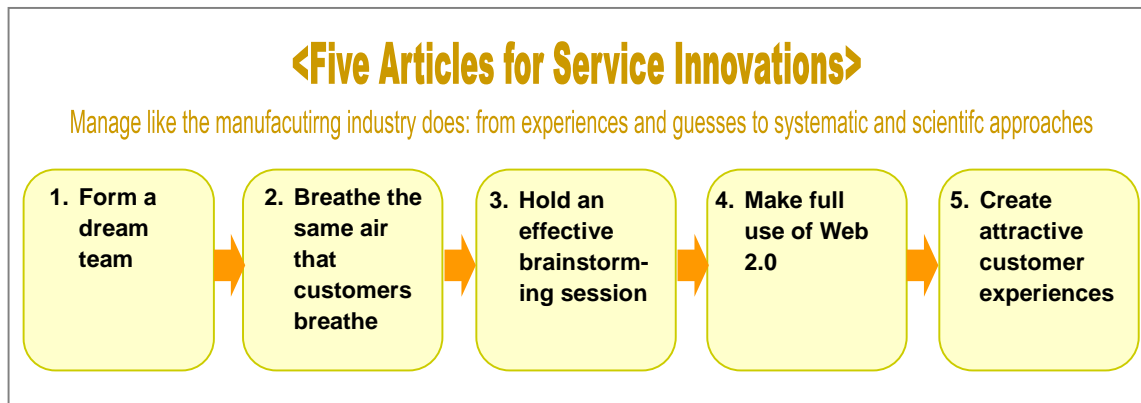 <Five Articles for Service Innovations>
Manage like the manufacutirng industry does: from experiences and guesses to systematic and scientifc approaches
1. Form a
dream
team
2. Breathe the
same air
that
customers
breathe
3. Hold an
effective
brainstorm-
ing session
4. Make full
use of Web
2.0
5. Create
attractive
customer
experiences